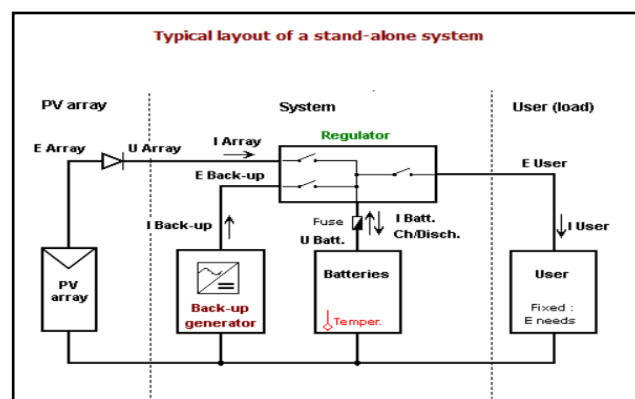 Typical layout of a stand-alone system
PV array
System
User (load)
E Array
U Array
I Array
Regulator
E Back-up
E User
I Back-up
Fuse
U Batt.
I Batt.
Ch/Disch.
I User
PV
array
Back-up
generator
Batteries
Temper.
User
Fixed :
E needs